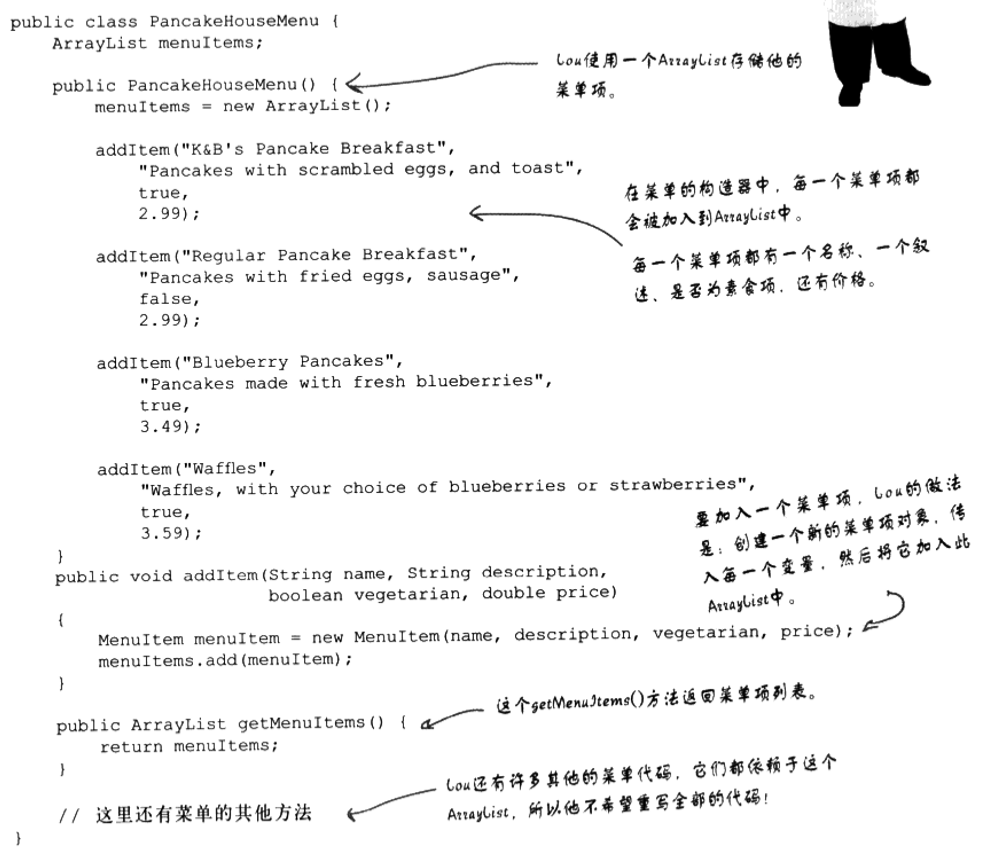 public class PancakeHouseMenu {
ArrayList menuItems;
public PancakeHouseMenu() {
menuItems = new ArrayList();
Lou使用一个ArrayList存储他的
菜单项。
addItem("K&B's Pancake Breakfast",
"Pancakes with scrambled eggs, and toast",
true,
2.99);
在菜单的构造器中，每一个菜单项都
会被加入到ArrayList中。
每一个菜单项都有一个名称、一个叙
述、是否为素食项，还有价格。
addItem("Regular Pancake Breakfast",
"Pancakes with fried eggs, sausage",
false,
2.99);
addItem("Blueberry Pancakes",
"Pancakes made with fresh blueberries",
true,
3.49);
addItem("Waffles",
"Waffles, with your choice of blueberries or strawberries",
true,
3.59);
}
要加入一个菜单项，Lou的做法
是：创建一个新的菜单项对象，传
入每一个变量，然后将它加入此
ArrayList中。
public void addItem(String name, String description,
boolean vegetarian, double price)
{
MenuItem menuItem = new MenuItem(name, description, vegetarian, price);
menuItems.add(menuItem);
}
这个getMenuItems()方法返回菜单项列表。
public ArrayList getMenuItems() {
return menuItems;
}
Lou还有许多其他的菜单代码，它们都依赖于这个
ArrayList，所以他不希望重写全部的代码！
// 这里还有菜单的其他方法
}